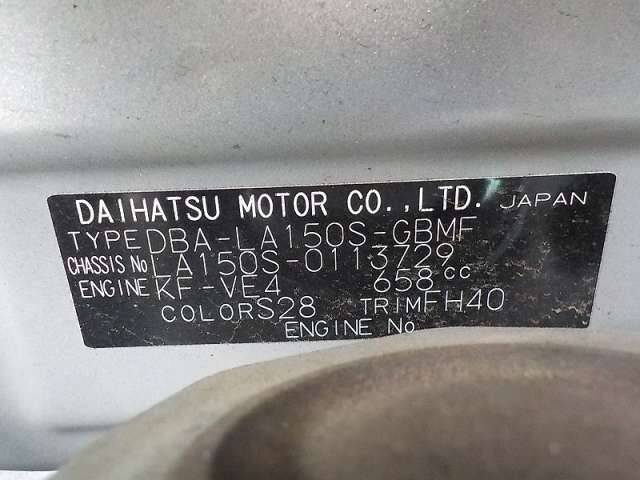 DAIHATSU MOTOR CO.,LTD. JAPAN
TYPE DBA-LA150S-GBMF
CHASSIS No LA150S-0113729
ENGINE KF-VE4 658cc
COLOR S28 TRIM FH40
ENGINE No